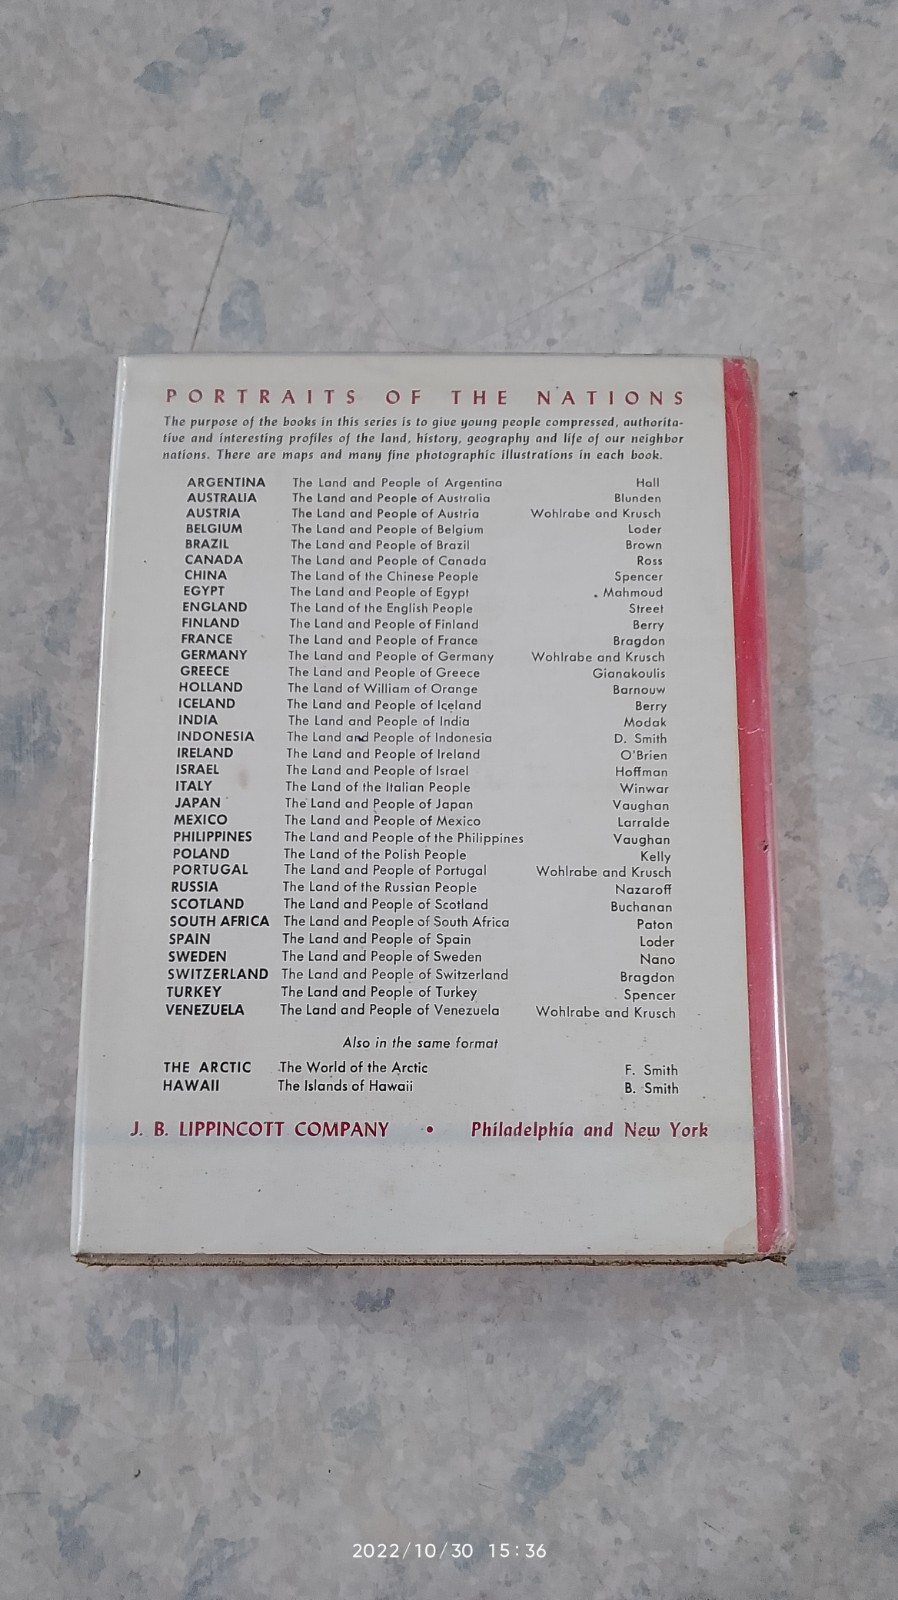 PORTRAITS OF THE NATIONS
The purpose of the books in this series is to give young people compressed, authorita-
tive and interesting profiles of the land, history, geography and life of our neighbor
nations. There are maps and many fine photographic illustrations in each book.
ARGENTINA The Land and People of Argentina Hall
AUSTRALIA The Land and People of Australia Blunden
AUSTRIA The Land and People of Austria Wohlrabe and Krusch
BELGIUM The Land and People of Belgium Loder
BRAZIL The Land and People of Brazil Brown
CANADA The Land and People of Canada Ross
CHINA The Land of the Chinese People Spencer
EGYPT The Land and People of Egypt Mahmoud
ENGLAND The Land of the English People Street
FINLAND The Land and People of Finland Berry
FRANCE The Land and People of France Bragdon
GERMANY The Land and People of Germany Wohlrabe and Krusch
GREECE The Land and People of Greece Gianakoulis
HOLLAND The Land of William of Orange Barnouw
ICELAND The Land and People of Iceland Berry
INDIA The Land and People of India Modak
INDONESIA The Land and People of Indonesia D. Smith
IRELAND The Land and People of Ireland O'Brien
ISRAEL The Land and People of Israel Hoffman
ITALY The Land of the Italian People Winwar
JAPAN The Land and People of Japan Vaughan
MEXICO The Land and People of Mexico Larralde
PHILIPPINES The Land and People of the Philippines Vaughan
POLAND The Land of the Polish People Kelly
PORTUGAL The Land and People of Portugal Wohlrabe and Krusch
RUSSIA The Land of the Russian People Nazaroff
SCOTLAND The Land and People of Scotland Buchanan
SOUTH AFRICA The Land and People of South Africa Paton
SPAIN The Land and People of Spain Loder
SWEDEN The Land and People of Sweden Nano
SWITZERLAND The Land and People of Switzerland Bragdon
TURKEY The Land and People of Turkey Spencer
VENEZUELA The Land and People of Venezuela Wohlrabe and Krusch
Also in the same format
THE ARCTIC The World of the Arctic F. Smith
HAWAII The Islands of Hawaii B. Smith
J. B. LIPPINCOTT COMPANY • Philadelphia and New York
2022/10/30 15:36